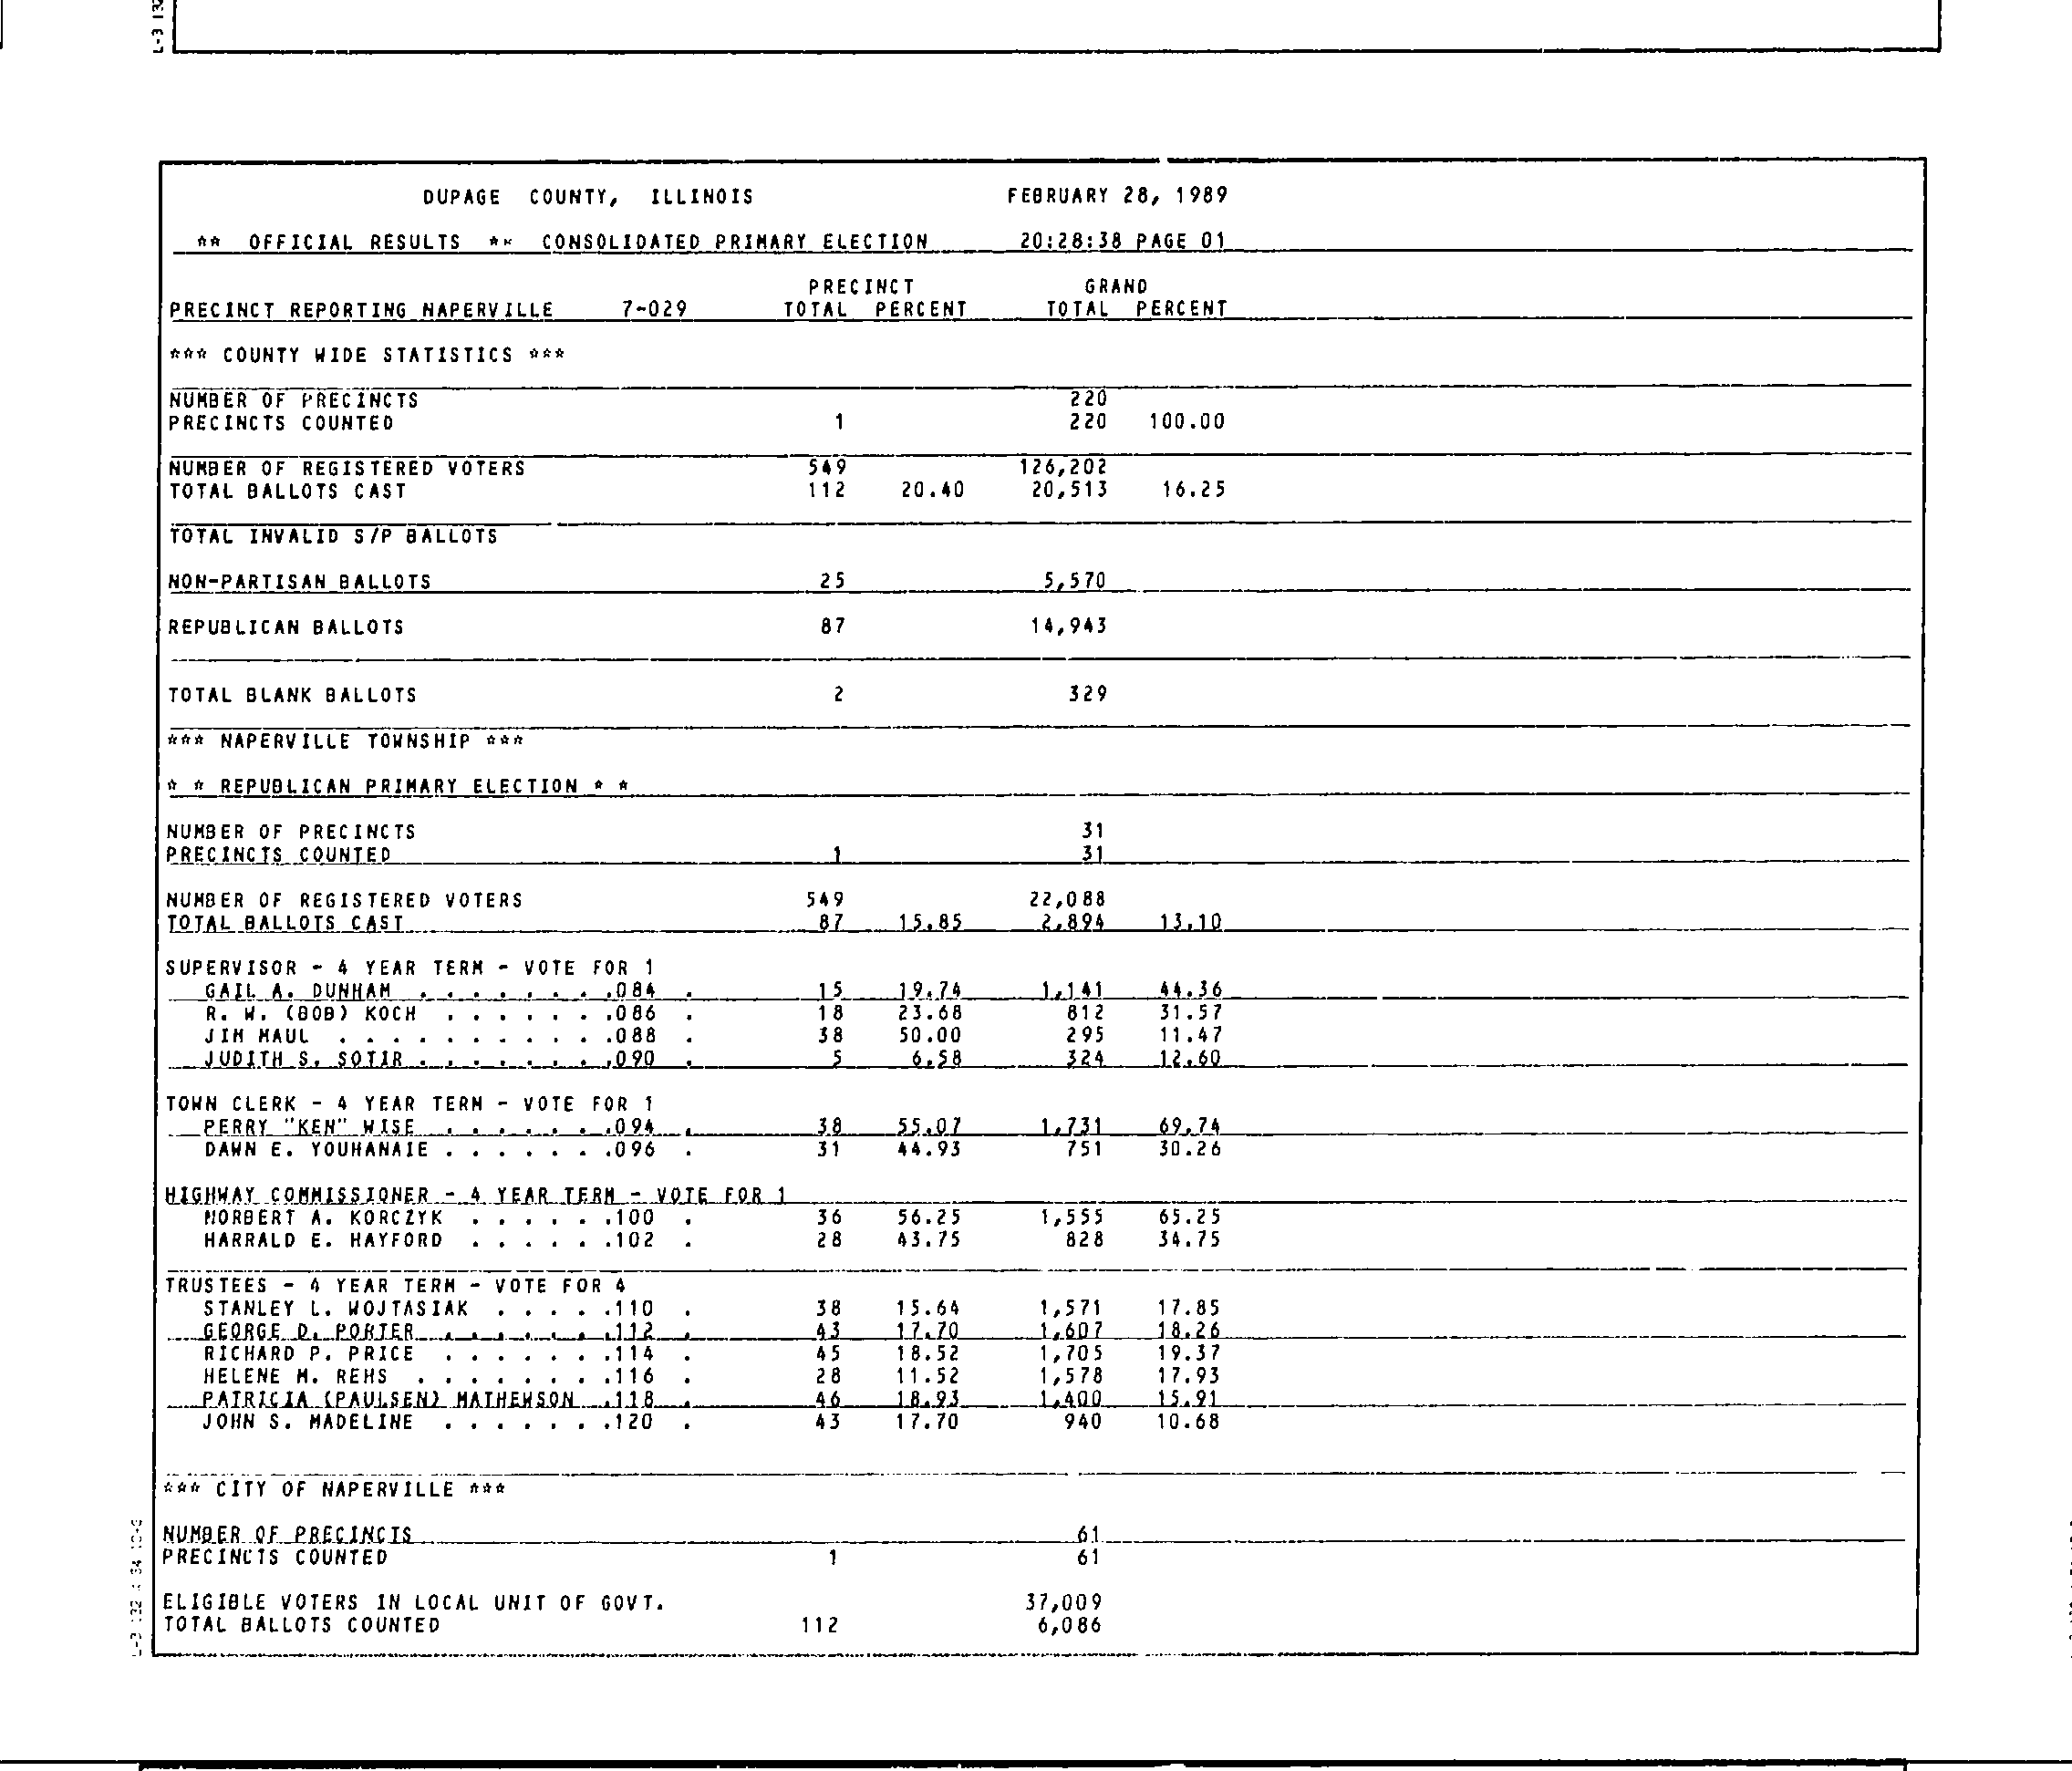 L-3 132
DUPAGE COUNTY, ILLINOIS FEBRUARY 28, 1989
** OFFICIAL RESULTS ** CONSOLIDATED PRIMARY ELECTION 20:28:38 PAGE 01
PRECINCT GRAND
PRECINCT REPORTING NAPERVILLE 7-029 TOTAL PERCENT TOTAL PERCENT
*** COUNTY WIDE STATISTICS ***
NUMBER OF PRECINCTS 220
PRECINCTS COUNTED 1 220 100.00
NUMBER OF REGISTERED VOTERS 549 126,202
TOTAL BALLOTS CAST 112 20.40 20,513 16.25
TOTAL INVALID S/P BALLOTS
NON-PARTISAN BALLOTS 25 5,570
REPUBLICAN BALLOTS 87 14,943
TOTAL BLANK BALLOTS 2 329
*** NAPERVILLE TOWNSHIP ***
* * REPUBLICAN PRIMARY ELECTION * *
NUMBER OF PRECINCTS 31
PRECINCTS COUNTED 1 31
NUMBER OF REGISTERED VOTERS 549 22,088
TOTAL BALLOTS CAST 87 15.85 2,894 13.10
SUPERVISOR - 4 YEAR TERM - VOTE FOR 1
GAIL A. DUNHAM . . . . . . . .084 . 15 19.74 1,141 44.36
R. W. (BOB) KOCH . . . . . . .086 . 18 23.68 812 31.57
JIM MAUL . . . . . . . . . . .088 . 38 50.00 295 11.47
JUDITH S. SOTIR . . . . . . . .090 . 5 6.58 324 12.60
TOWN CLERK - 4 YEAR TERM - VOTE FOR 1
PERRY "KEN" WISE . . . . . . .094 . 38 55.07 1,731 69.74
DAWN E. YOUHANAIE . . . . . . .096 . 31 44.93 751 30.26
HIGHWAY COMMISSIONER - 4 YEAR TERM - VOTE FOR 1
NORBERT A. KORCZYK . . . . . .100 . 36 56.25 1,555 65.25
HARRALD E. HAYFORD . . . . . .102 . 28 43.75 828 34.75
TRUSTEES - 4 YEAR TERM - VOTE FOR 4
STANLEY L. WOJTASIAK . . . . .110 . 38 15.64 1,571 17.85
GEORGE D. PORTER . . . . . . .112 . 43 17.70 1,607 18.26
RICHARD P. PRICE . . . . . . .114 . 45 18.52 1,705 19.37
HELENE M. REHS . . . . . . . .116 . 28 11.52 1,578 17.93
PATRICIA (PAULSEN) MATHEWSON .118 . 46 18.93 1,400 15.91
JOHN S. MADELINE . . . . . . .120 . 43 17.70 940 10.68
*** CITY OF NAPERVILLE ***
NUMBER OF PRECINCTS 61
PRECINCTS COUNTED 1 61
ELIGIBLE VOTERS IN LOCAL UNIT OF GOVT. 37,009
TOTAL BALLOTS COUNTED 112 6,086